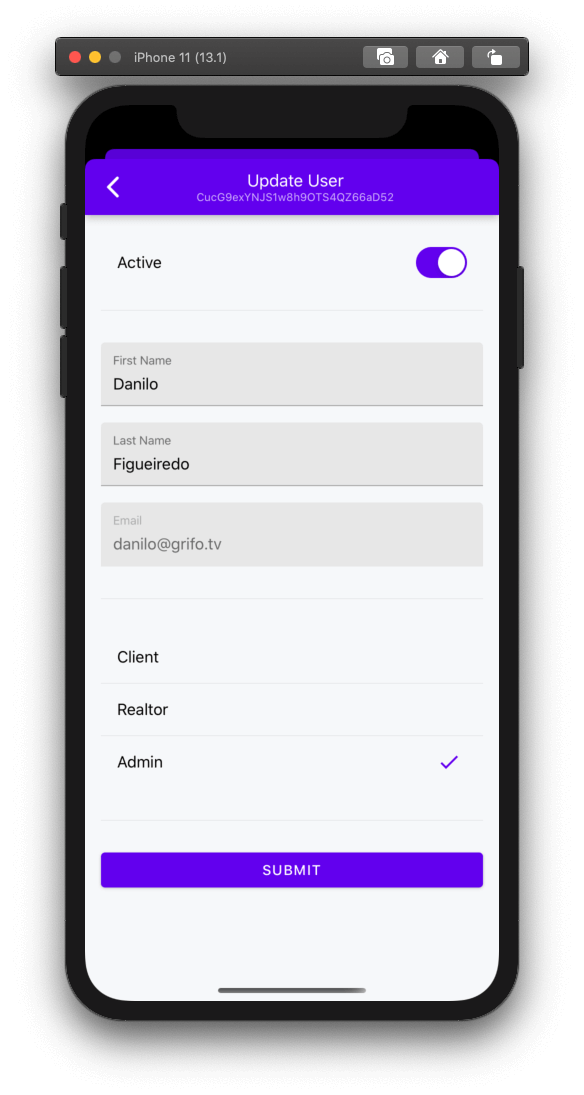 iPhone 11 (13.1)
Update User
CucG9exYNJS1w8h9OTS4QZ66aD52
Active
First Name
Danilo
Last Name
Figueiredo
Email
danilo@grifo.tv
Client
Realtor
Admin
SUBMIT